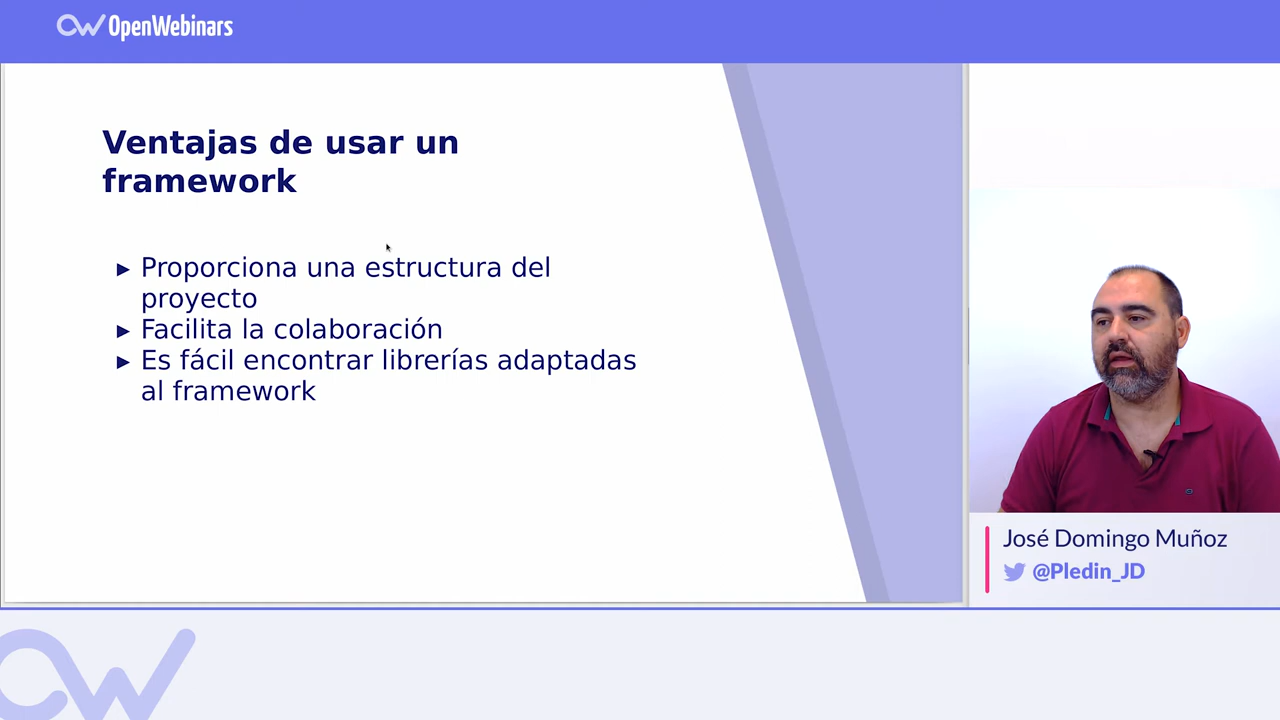 OpenWebinars
Ventajas de usar un
framework
▸ Proporciona una estructura del
proyecto
▸ Facilita la colaboración
▸ Es fácil encontrar librerías adaptadas
al framework
José Domingo Muñoz
@Pledin_JD